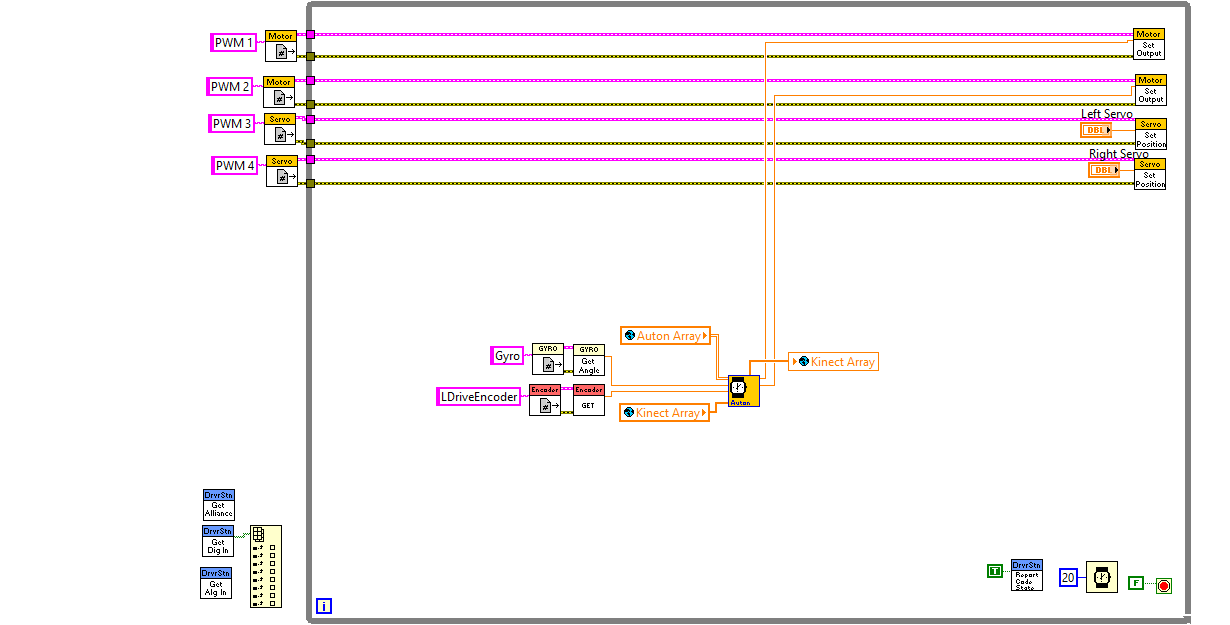 PWM 1
Motor
#
Motor
Set
Output
PWM 2
Motor
#
Motor
Set
Output
PWM 3
Servo
#
Left Servo
DBL
Servo
Set
Position
PWM 4
Servo
#
Right Servo
DBL
Servo
Set
Position
Auton Array
Gyro
GYRO
#
GYRO
Get
Angle
Kinect Array
LDriveEncoder
Encoder
#
Encoder
GET
Auton
Kinect Array
DrvrStn
Get
Alliance
DrvrStn
Get
Dig In
DrvrStn
Get
Alg In
i
T
DrvrStn
Report
Code
State
20
F